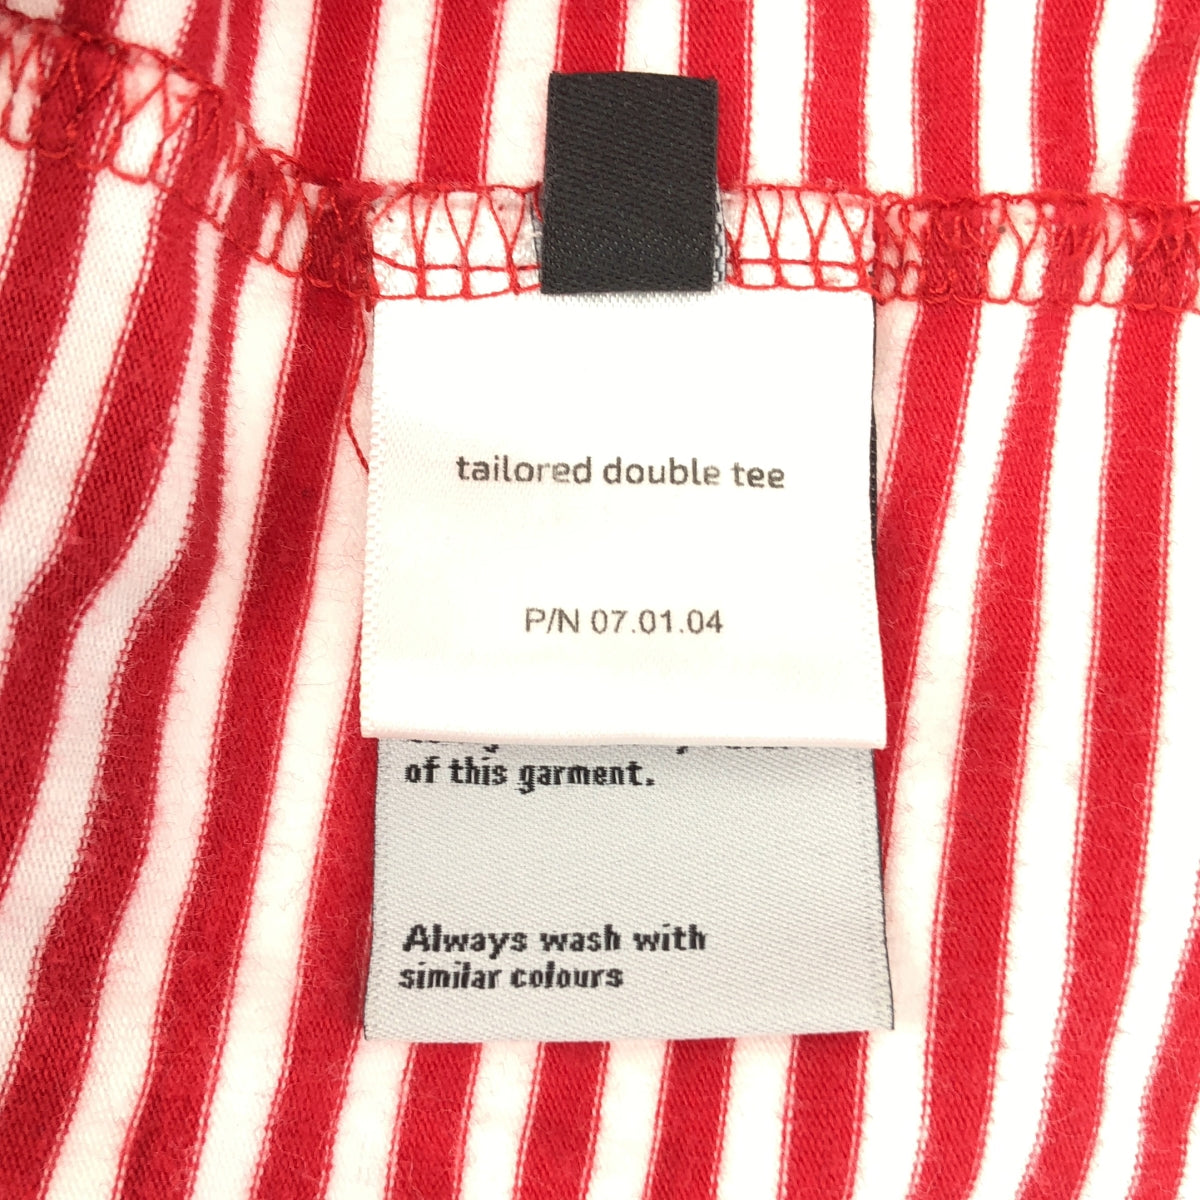 tailored double tee
P/N 07.01.04
of this garment.
Always wash with
similar colours